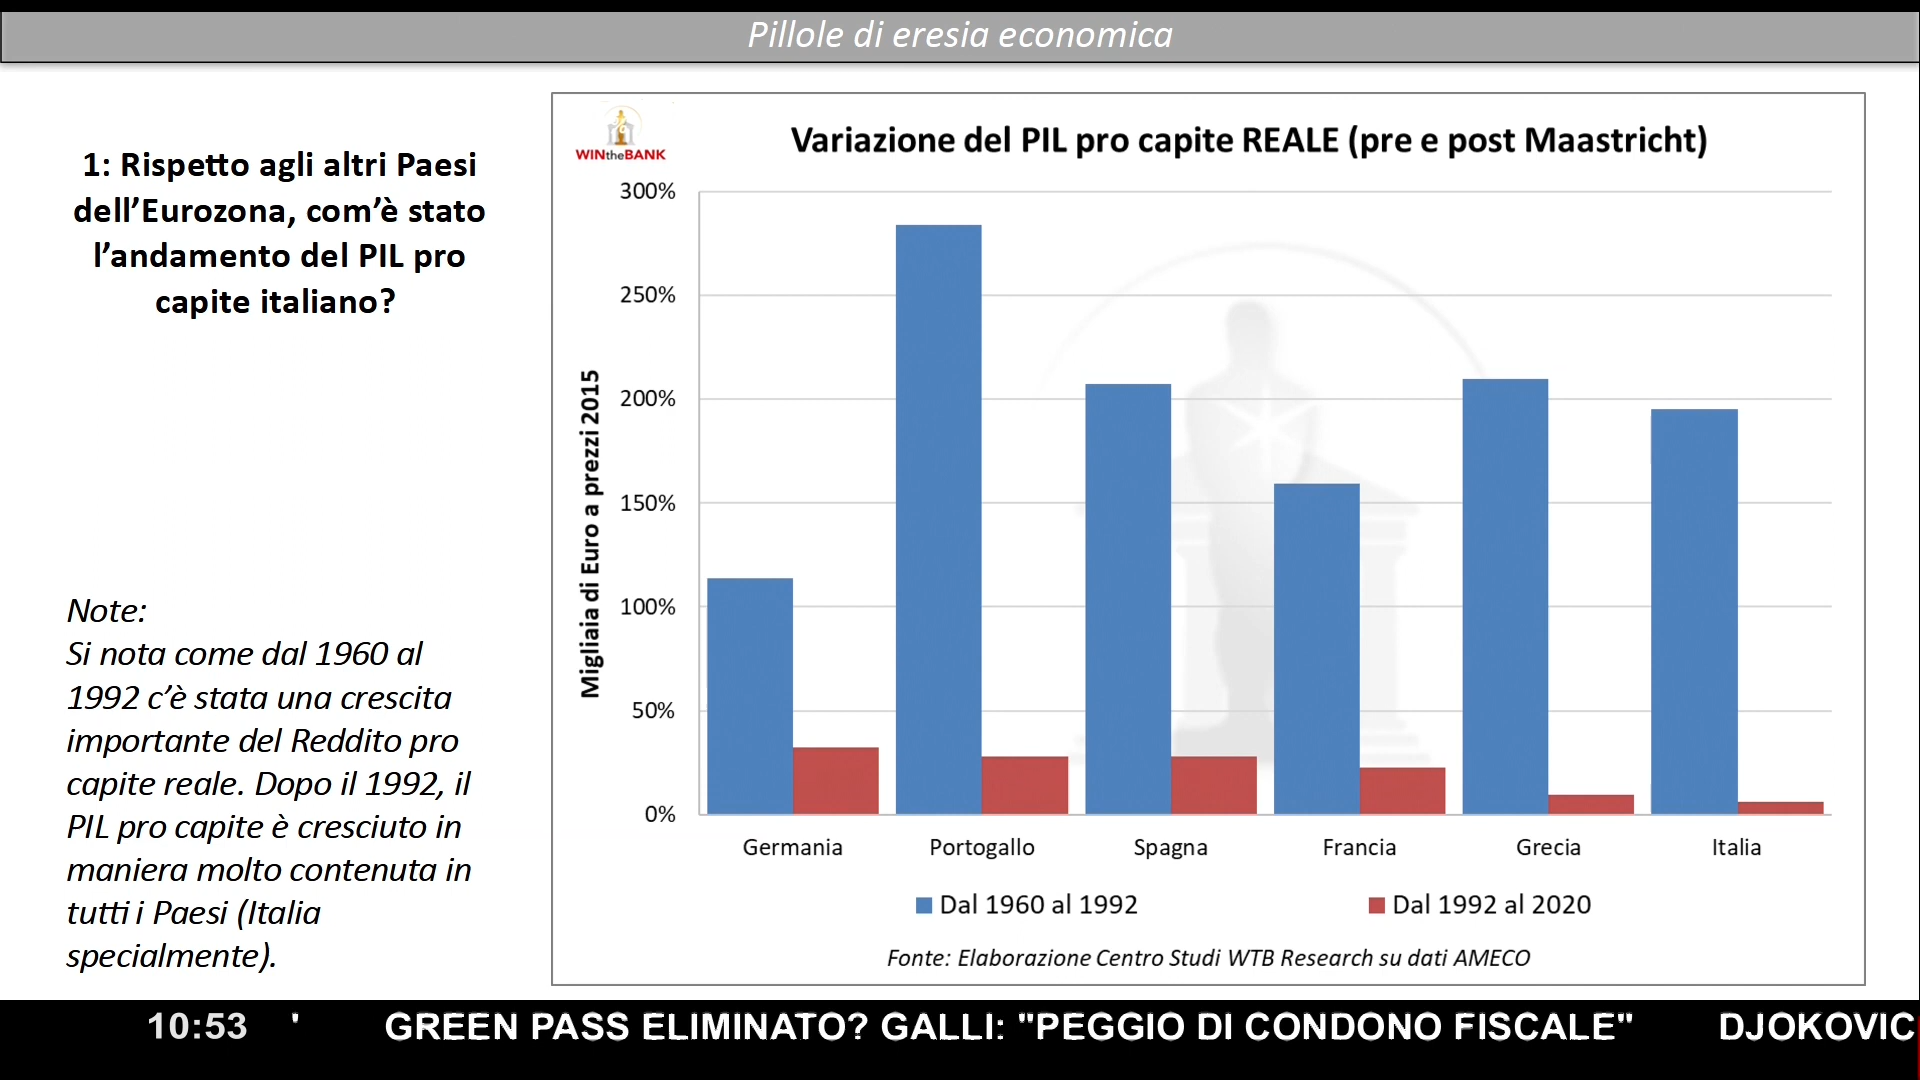 Pillole di eresia economica
1: Rispetto agli altri Paesi
dell’Eurozona, com’è stato
l’andamento del PIL pro
capite italiano?
Note:
Si nota come dal 1960 al
1992 c’è stata una crescita
importante del Reddito pro
capite reale. Dopo il 1992, il
PIL pro capite è cresciuto in
maniera molto contenuta in
tutti i Paesi (Italia
specialmente).
WINtheBANK
Variazione del PIL pro capite REALE (pre e post Maastricht)
Migliaia di Euro a prezzi 2015
300%
250%
200%
150%
100%
50%
0%
Germania Portogallo Spagna Francia Grecia Italia
Dal 1960 al 1992 Dal 1992 al 2020
Fonte: Elaborazione Centro Studi WTB Research su dati AMECO
10:53 ' GREEN PASS ELIMINATO? GALLI: "PEGGIO DI CONDONO FISCALE" DJOKOVIC